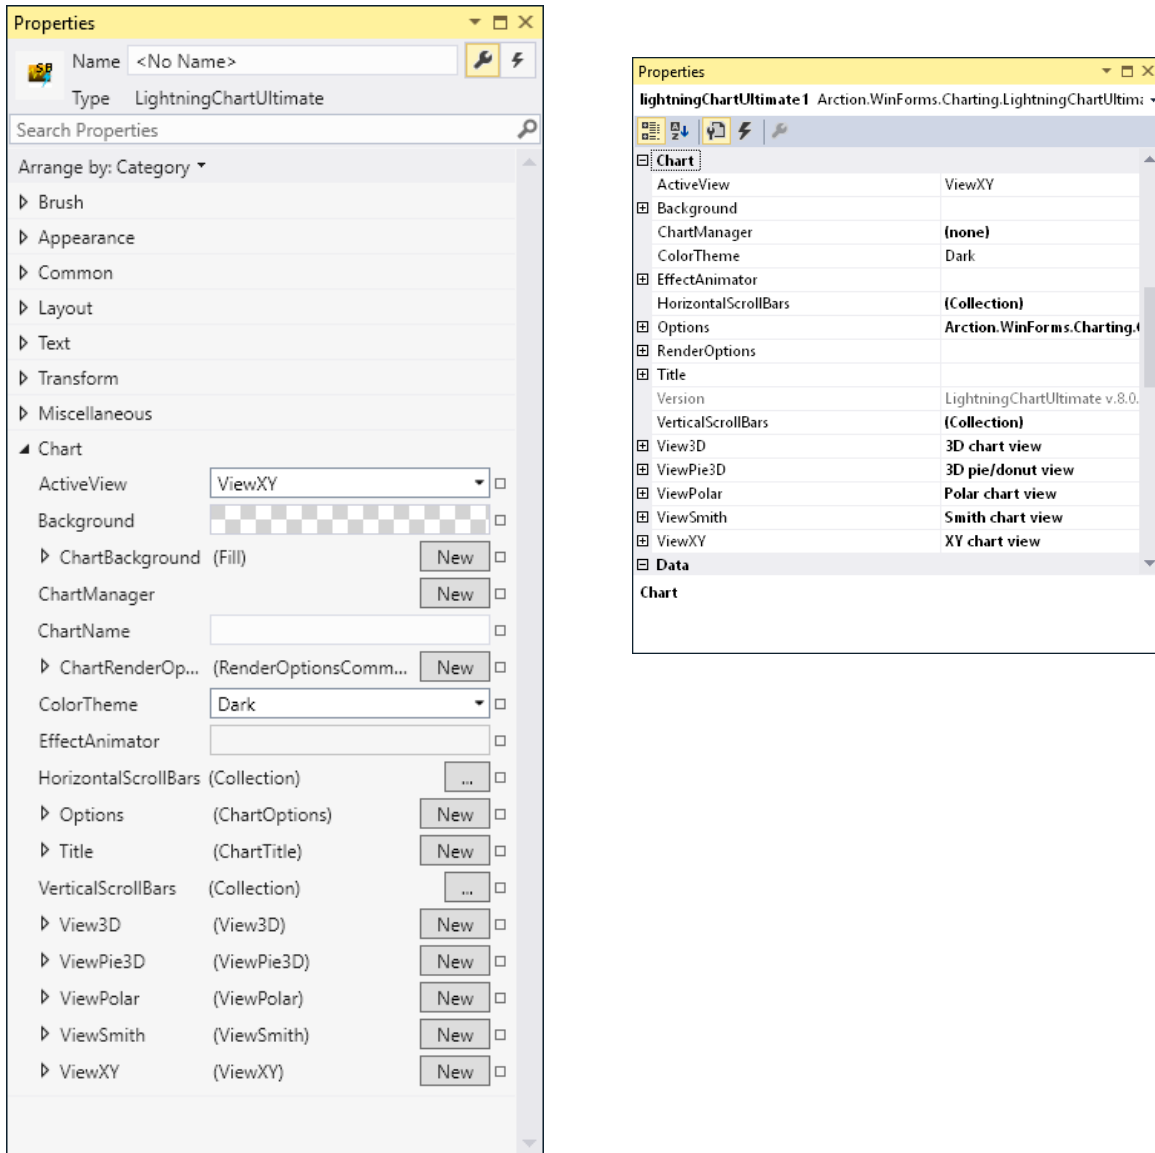 Properties
SB
Name <No Name>
Type LightningChartUltimate
Search Properties
Arrange by: Category
Brush
Appearance
Common
Layout
Text
Transform
Miscellaneous
Chart
ActiveView ViewXY
Background
ChartBackground (Fill) New
ChartManager New
ChartName
ChartRenderOp... (RenderOptionsComm... New
ColorTheme Dark
EffectAnimator
HorizontalScrollBars (Collection) ...
Options (ChartOptions) New
Title (ChartTitle) New
VerticalScrollBars (Collection) ...
View3D (View3D) New
ViewPie3D (ViewPie3D) New
ViewPolar (ViewPolar) New
ViewSmith (ViewSmith) New
ViewXY (ViewXY) New
Properties
lightningChartUltimate1 Arction.WinForms.Charting.LightningChartUltima
Chart
ActiveView ViewXY
Background
ChartManager (none)
ColorTheme Dark
EffectAnimator
HorizontalScrollBars (Collection)
Options Arction.WinForms.Charting.
RenderOptions
Title
Version LightningChartUltimate v.8.0.
VerticalScrollBars (Collection)
View3D 3D chart view
ViewPie3D 3D pie/donut view
ViewPolar Polar chart view
ViewSmith Smith chart view
ViewXY XY chart view
Data
Chart